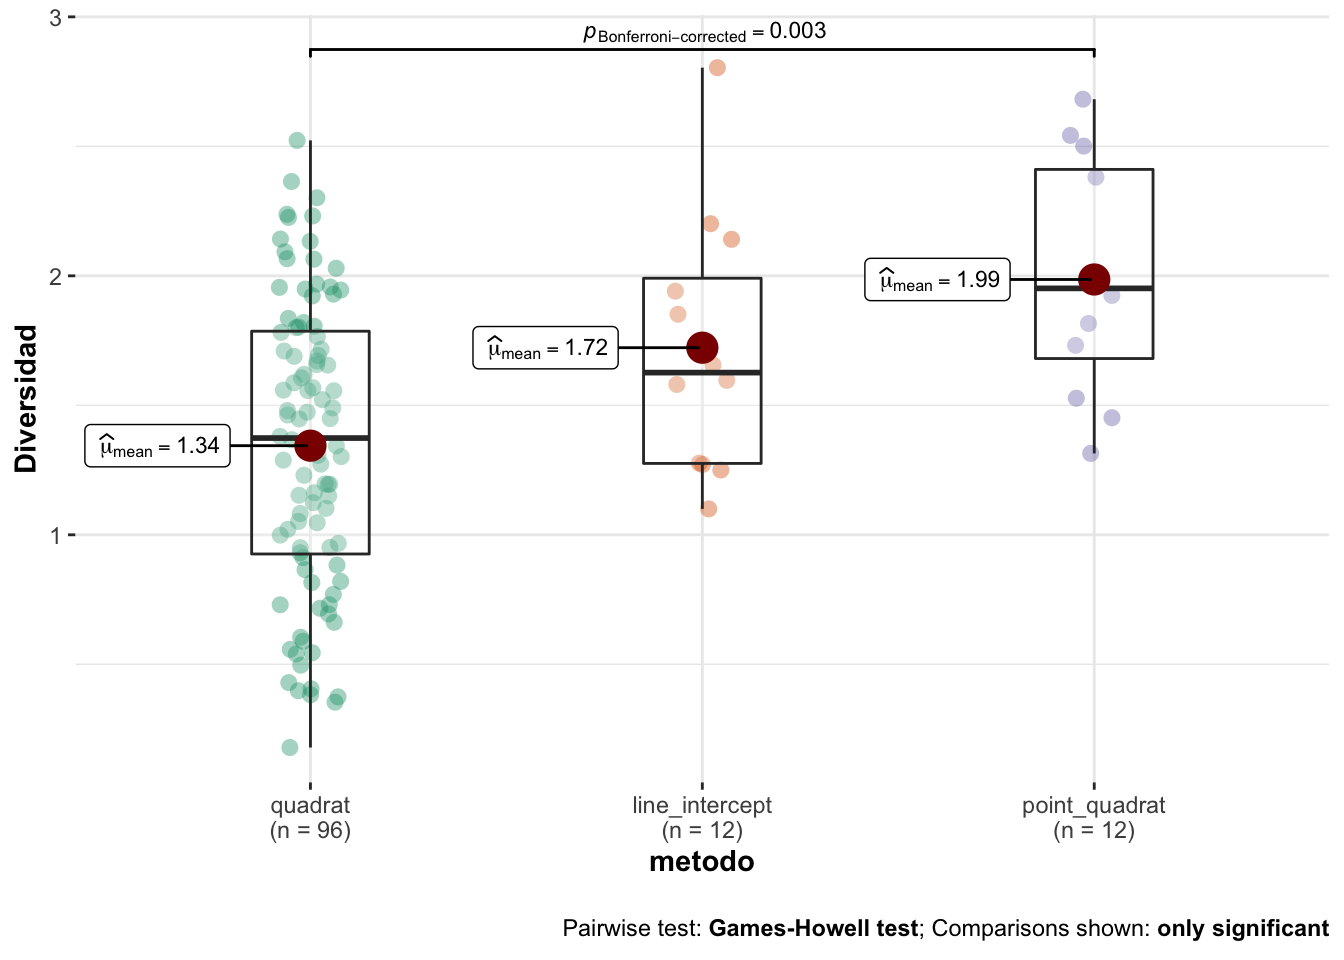 3
p Bonferroni−corrected = 0.003
2
μ̂ mean = 1.99
μ̂ mean = 1.72
μ̂ mean = 1.34
1
Diversidad
quadrat
(n = 96)
line_intercept
(n = 12)
point_quadrat
(n = 12)
metodo
Pairwise test: Games-Howell test; Comparisons shown: only significant